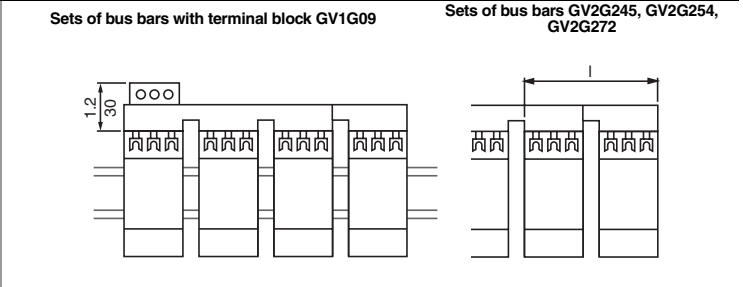 Sets of bus bars with terminal block GV1G09
Sets of bus bars GV2G245, GV2G254,
GV2G272
1.2
30
l